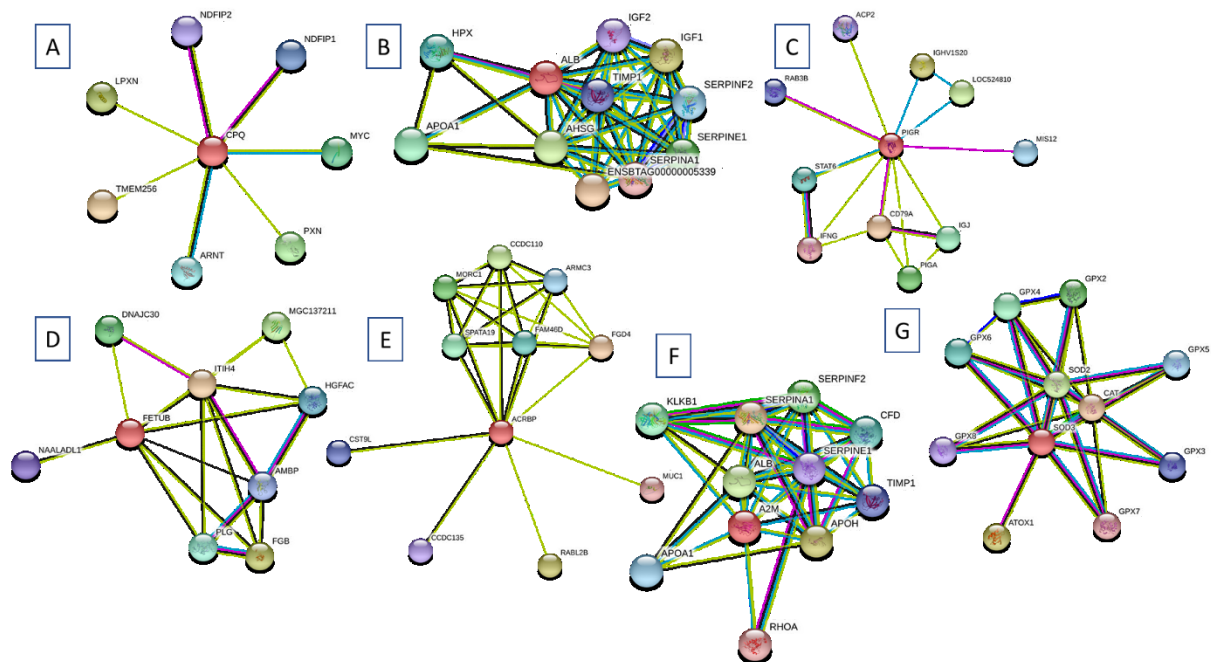 A
NDFIP2
NDFIP1
LPXN
CPQ
MYC
TMEM256
ARNT
PXN
B
HPX
IGF2
ALB
IGF1
TIMP1
SERPINF2
APOA1
AHSG
SERPINE1
SERPINA1
ENSBTAG00000005339
C
ACP2
IGHV1S20
LOC524810
RAB3B
PIGR
MIS12
STAT6
CD79A
IFNG
IGJ
PIGA
D
DNAJC30
MGC137211
ITIH4
HGFAC
FETUB
NAALADL1
AMBP
PLG
FGB
E
CCDC110
MORC1
ARMC3
SPATA19
FAM46D
FGD4
ACRBP
CST9L
MUC1
CCDC135
RABL2B
F
SERPINF2
KLKB1
SERPINA1
CFD
SERPINE1
ALB
TIMP1
A2M
APOH
APOA1
RHOA
G
GPX4
GPX2
GPX6
SOD2
GPX5
CAT
SOD3
GPX8
GPX3
ATOX1
GPX7